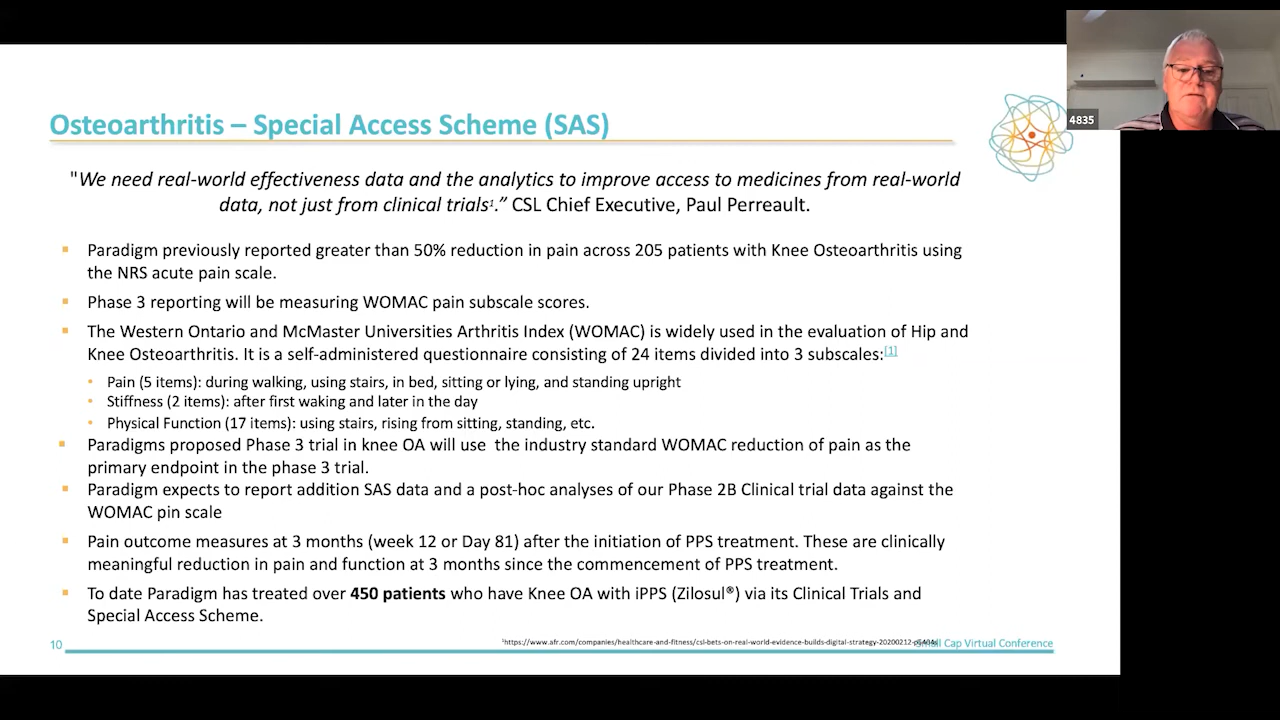 4835
Osteoarthritis – Special Access Scheme (SAS)
"We need real-world effectiveness data and the analytics to improve access to medicines from real-world
data, not just from clinical trials¹.” CSL Chief Executive, Paul Perreault.
▪ Paradigm previously reported greater than 50% reduction in pain across 205 patients with Knee Osteoarthritis using
the NRS acute pain scale.
▪ Phase 3 reporting will be measuring WOMAC pain subscale scores.
▪ The Western Ontario and McMaster Universities Arthritis Index (WOMAC) is widely used in the evaluation of Hip and
Knee Osteoarthritis. It is a self-administered questionnaire consisting of 24 items divided into 3 subscales:[1]
• Pain (5 items): during walking, using stairs, in bed, sitting or lying, and standing upright
• Stiffness (2 items): after first waking and later in the day
• Physical Function (17 items): using stairs, rising from sitting, standing, etc.
▪ Paradigms proposed Phase 3 trial in knee OA will use the industry standard WOMAC reduction of pain as the
primary endpoint in the phase 3 trial.
▪ Paradigm expects to report addition SAS data and a post-hoc analyses of our Phase 2B Clinical trial data against the
WOMAC pin scale
▪ Pain outcome measures at 3 months (week 12 or Day 81) after the initiation of PPS treatment. These are clinically
meaningful reduction in pain and function at 3 months since the commencement of PPS treatment.
▪ To date Paradigm has treated over 450 patients who have Knee OA with iPPS (Zilosul®) via its Clinical Trials and
Special Access Scheme.
10
¹https://www.afr.com/companies/healthcare-and-fitness/csl-bets-on-real-world-evidence-builds-digital-strategy-20200212-
Small Cap Virtual Conference